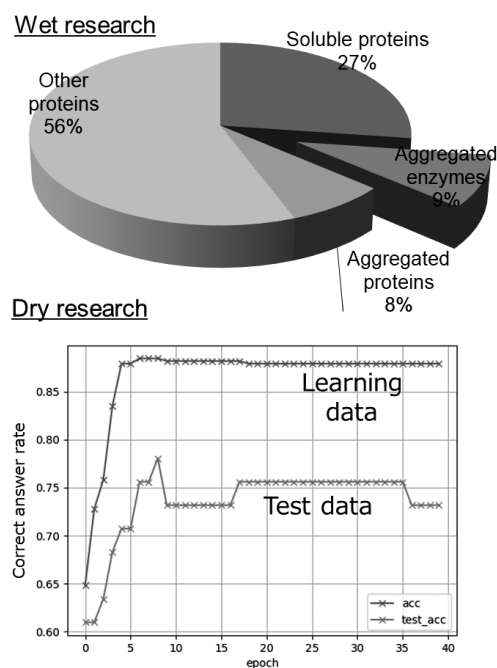 Wet research
Soluble proteins
27%
Other
proteins
56%
Aggregated
enzymes
9%
Aggregated
proteins
8%
Dry research
Correct answer rate
0.85
0.80
0.75
0.70
0.65
0.60
Learning
data
Test data
acc
test_acc
0 5 10 15 20 25 30 35 40
epoch